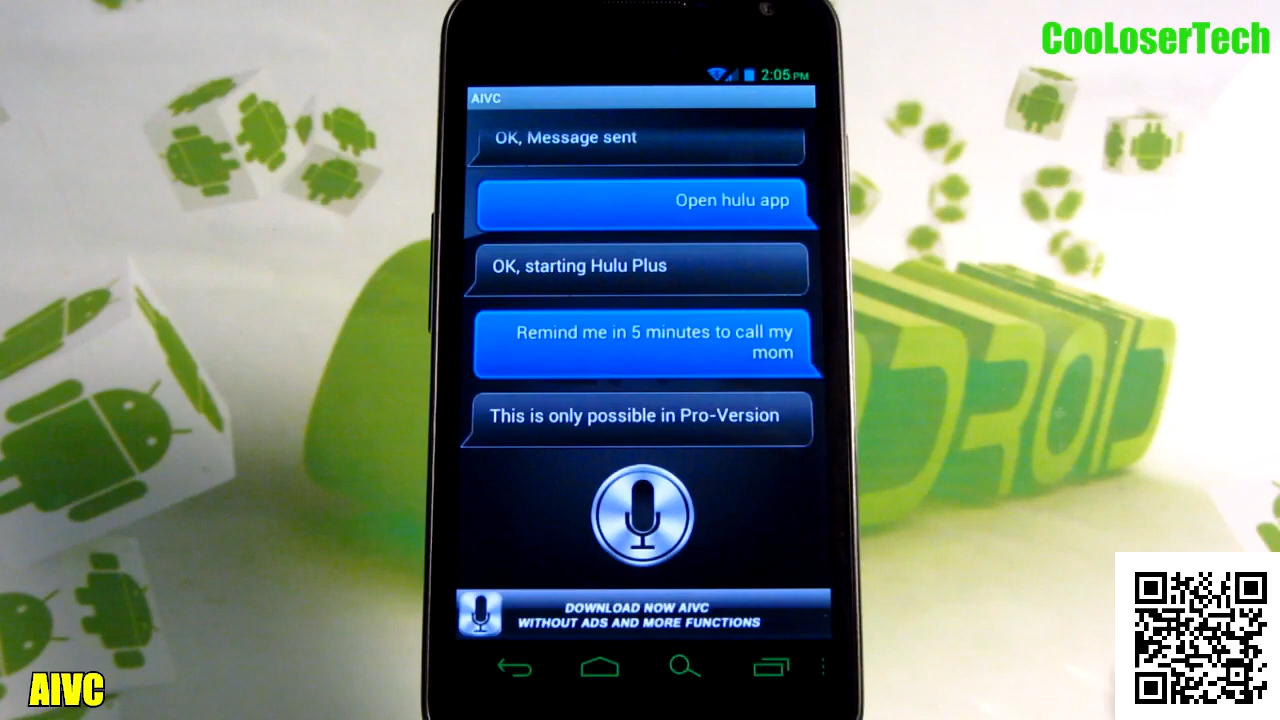 CooLoserTech
2:05 PM
AIVC
OK, Message sent
Open hulu app
OK, starting Hulu Plus
Remind me in 5 minutes to call my
mom
This is only possible in Pro-Version
DOWNLOAD NOW AIVC
WITHOUT ADS AND MORE FUNCTIONS
DROID
AIVC